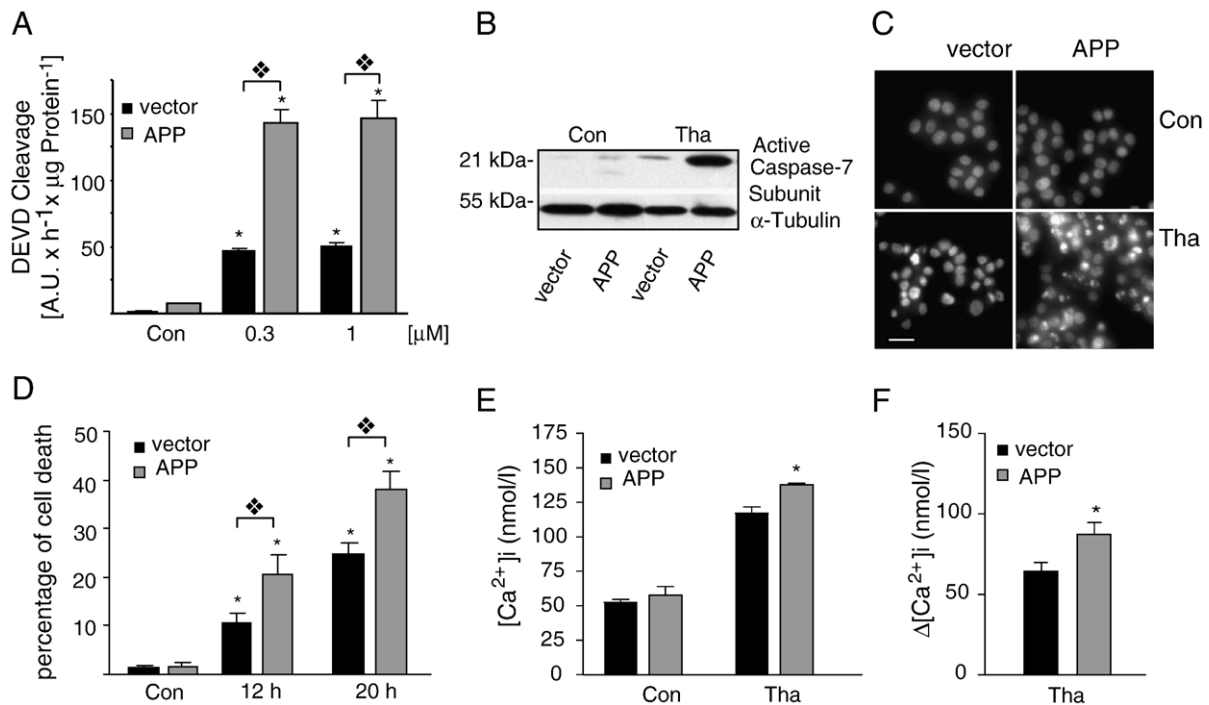 A
DEVD Cleavage
[A.U. x h-1 x µg Protein-1]
150
100
50
vector
APP
❖
*
*
❖
*
*
Con
0.3
1
[µM]
B
Con
Tha
21 kDa-
55 kDa-
Active
Caspase-7
Subunit
α-Tubulin
vector
APP
vector
APP
C
vector
APP
Con
Tha
D
percentage of cell death
50
40
30
20
10
vector
APP
❖
*
*
❖
*
*
Con
12 h
20 h
E
[Ca2+]i (nmol/l)
175
150
125
100
75
50
25
0
vector
APP
*
Con
Tha
F
Δ[Ca2+]i (nmol/l)
150
100
50
0
vector
APP
*
Tha